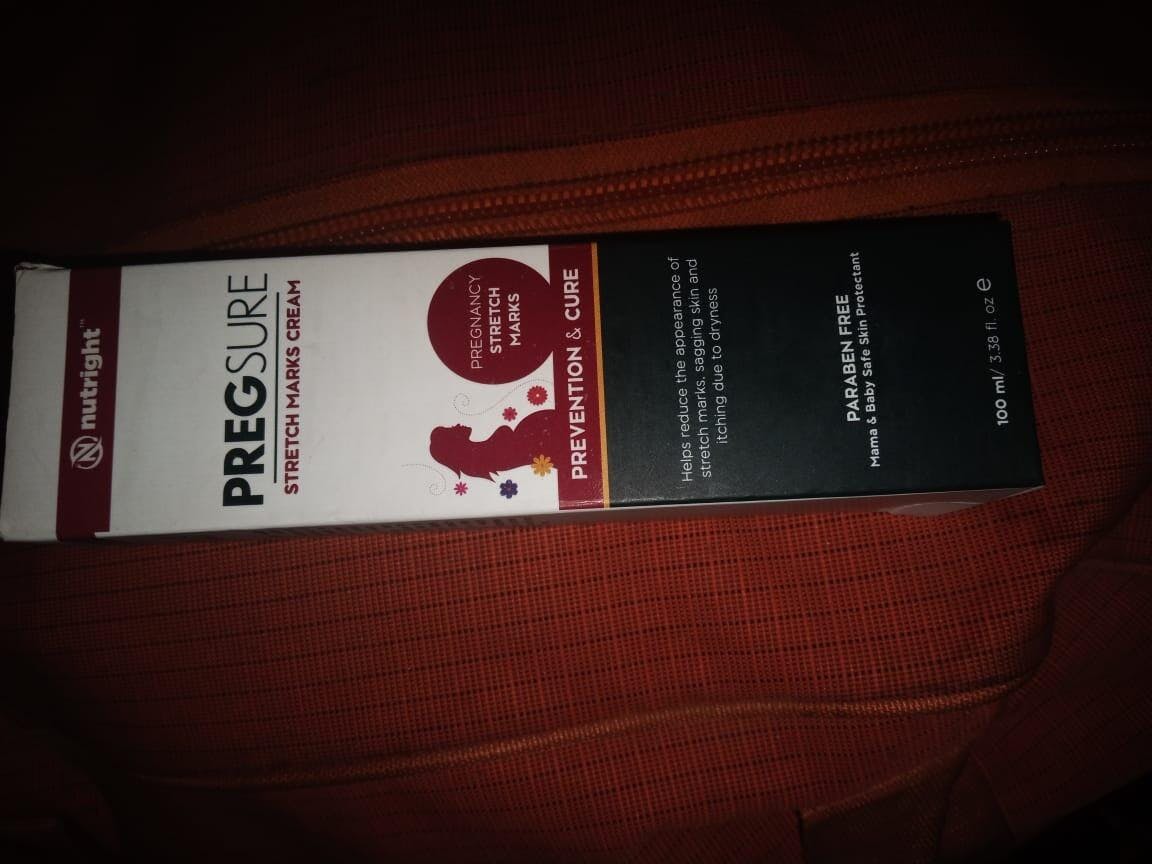 nutright™
PREGSURE
STRETCH MARKS CREAM
PREGNANCY
STRETCH
MARKS
PREVENTION & CURE
Helps reduce the appearance of
stretch marks, sagging skin and
itching due to dryness
PARABEN FREE
Mama & Baby Safe Skin Protectant
100 ml/ 3.38 fl. oz e